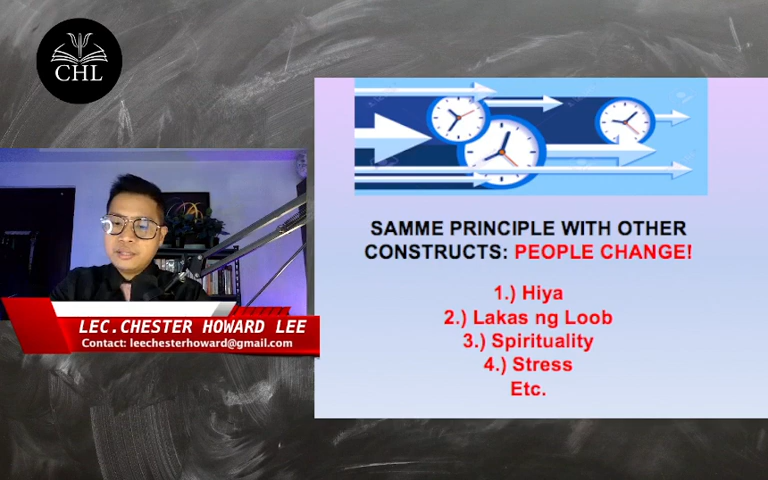 CHL
SAMME PRINCIPLE WITH OTHER
CONSTRUCTS: PEOPLE CHANGE!
1.) Hiya
2.) Lakas ng Loob
3.) Spirituality
4.) Stress
Etc.
LEC.CHESTER HOWARD LEE
Contact: leechesterhoward@gmail.com